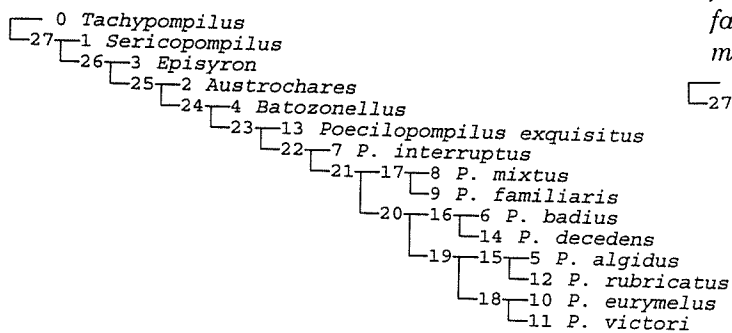 0 Tachypompilus
27 1 Sericopompilus
26 3 Episyron
25 2 Austrochares
24 4 Batozonellus
23 13 Poecilopompilus exquisitus
22 7 P. interruptus
21 17 8 P. mixtus
9 P. familiaris
20 16 6 P. badius
14 P. decedens
19 15 5 P. algidus
12 P. rubricatus
18 10 P. eurymelus
11 P. victori
fa
m
27